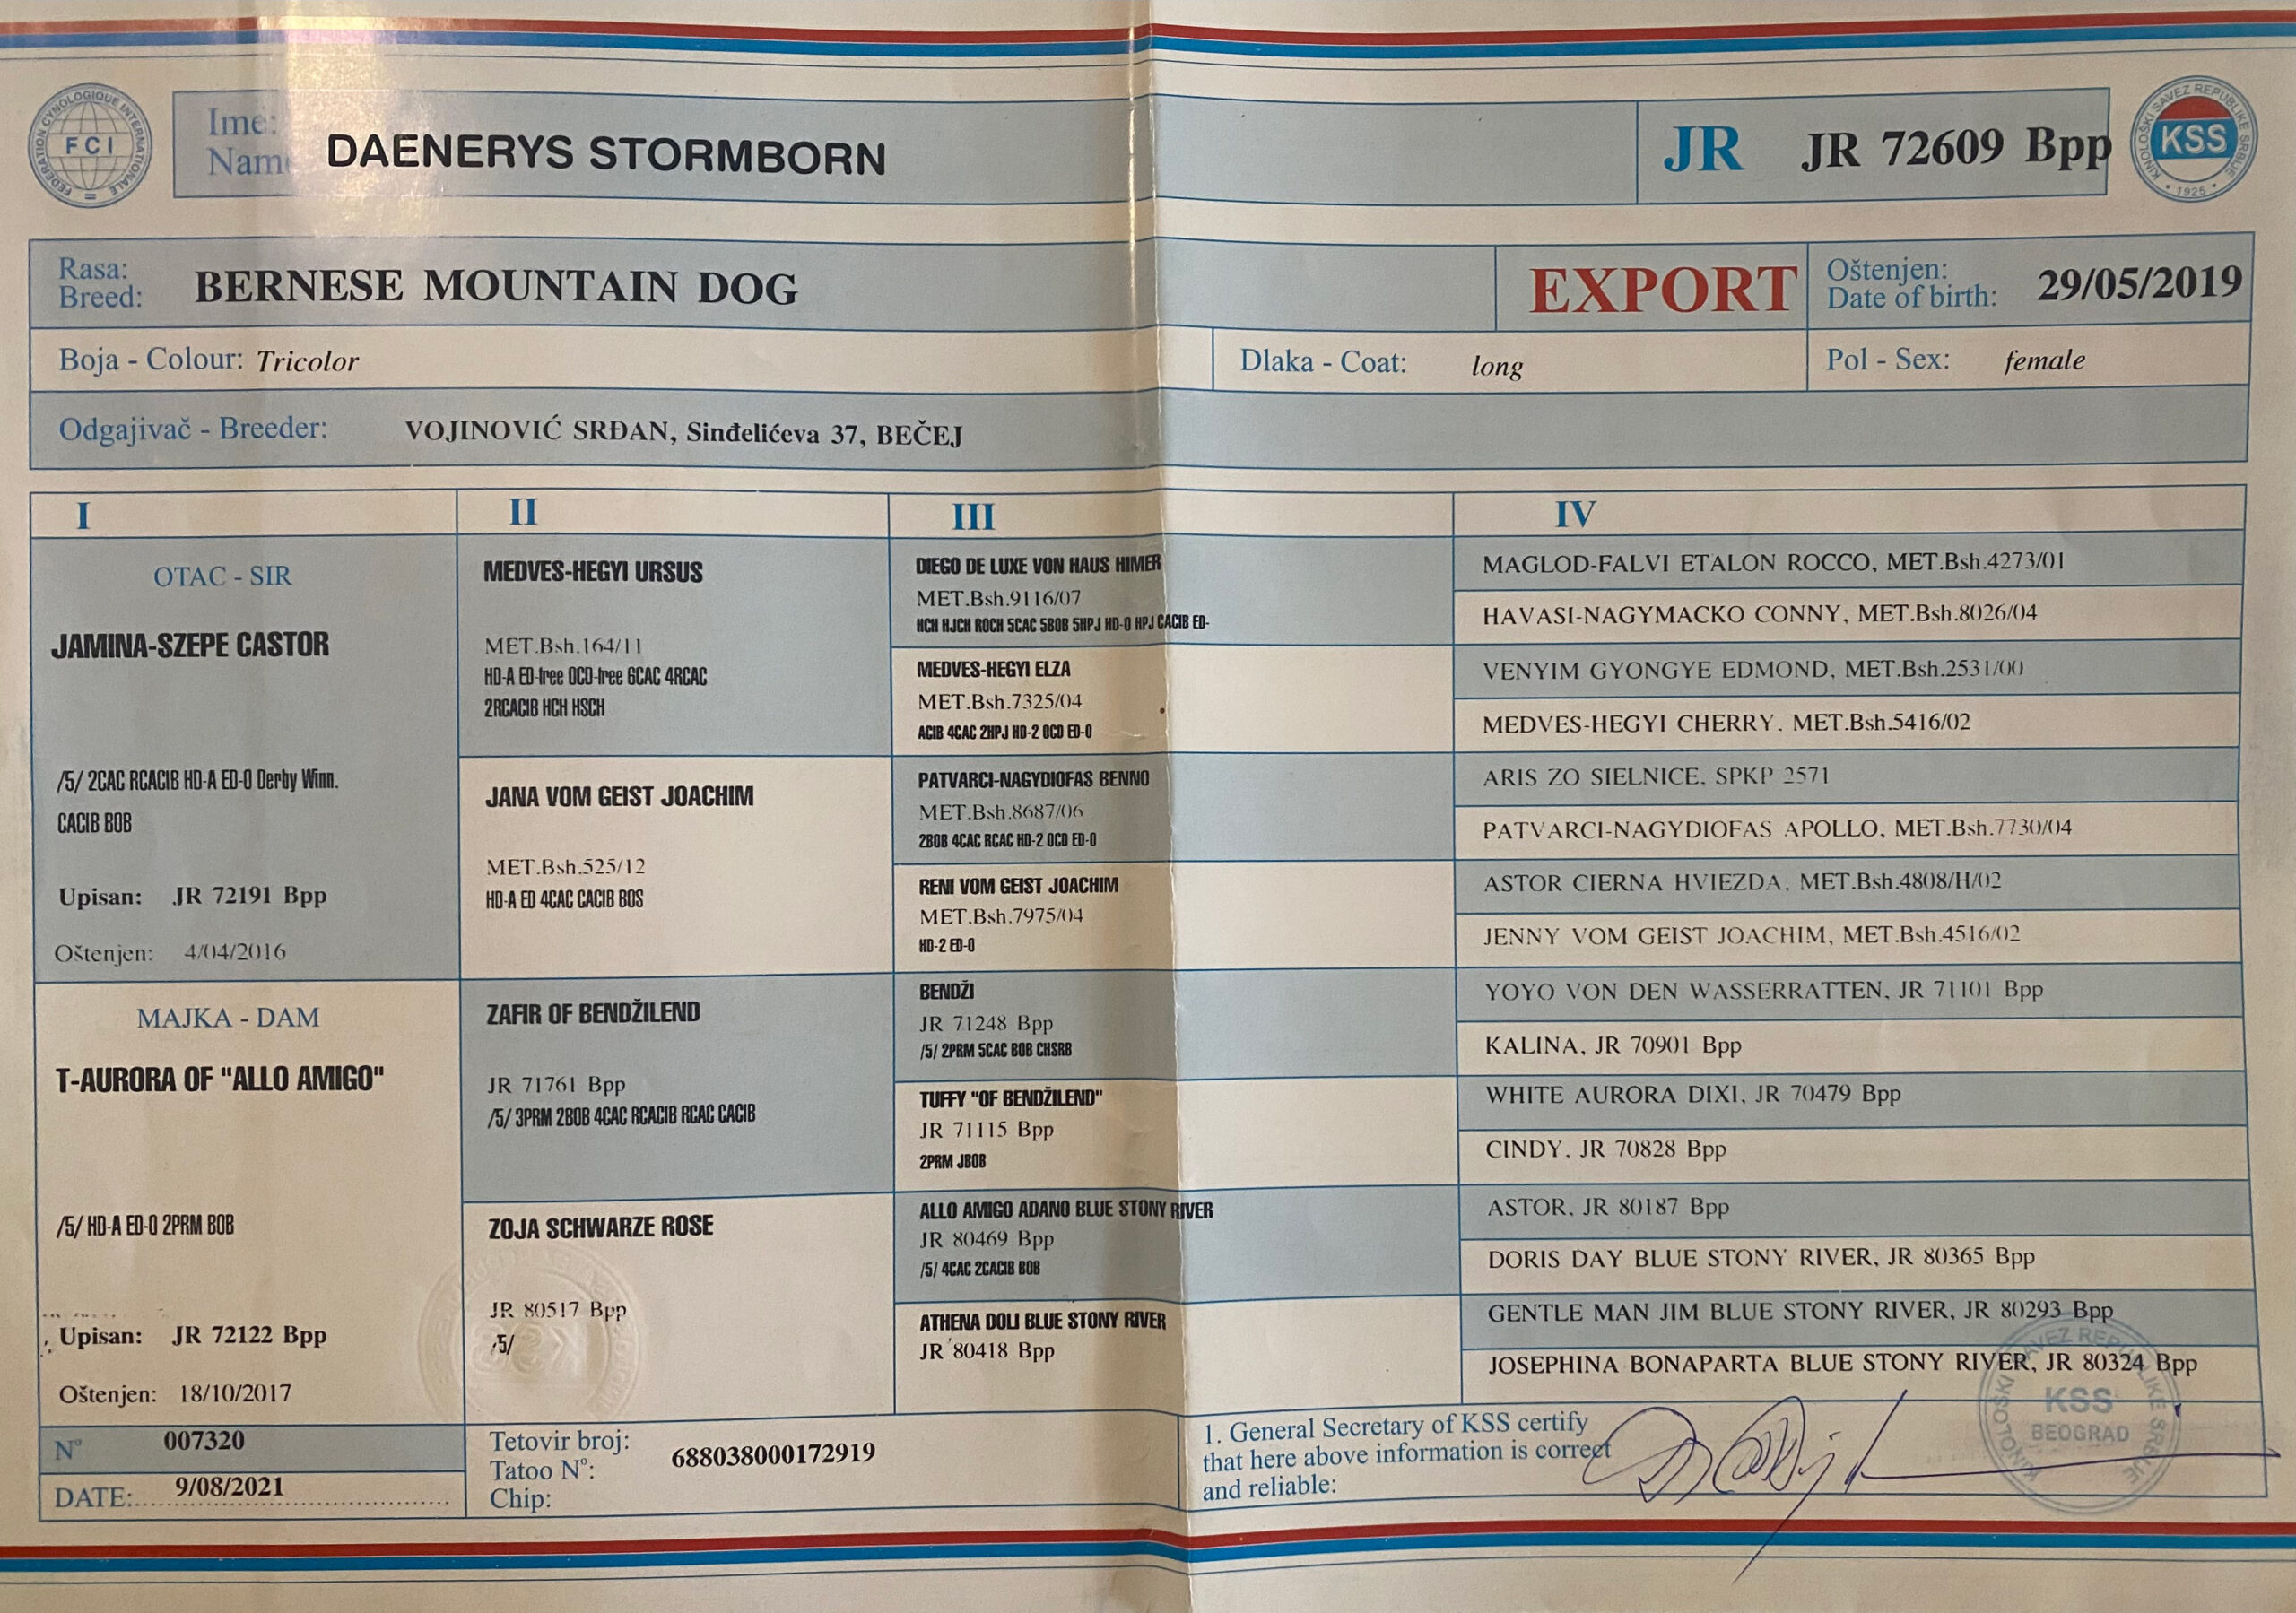 FEDERATION CYNOLOGIQUE INTERNATIONALE
FCI
Ime:
Name
DAENERYS STORMBORN
JR JR 72609 Bpp
KINOLOŠKI SAVEZ REPUBLIKE SRBIJE
KSS
• 1925 •
Rasa:
Breed:
BERNESE MOUNTAIN DOG
EXPORT
Oštenjen:
Date of birth:
29/05/2019
Boja - Colour: Tricolor
Dlaka - Coat: long
Pol - Sex: female
Odgajivač - Breeder: VOJINOVIĆ SRĐAN, Sinđelićeva 37, BEČEJ
I
II
III
IV
OTAC - SIR
JAMINA-SZEPE CASTOR
/5/ 2CAC RCACIB HD-A ED-0 Derby Winn.
CACIB BOB
Upisan: JR 72191 Bpp
Oštenjen: 4/04/2016
MAJKA - DAM
T-AURORA OF "ALLO AMIGO"
/5/ HD-A ED-0 2PRM BOB
Upisan: JR 72122 Bpp
Oštenjen: 18/10/2017
MEDVES-HEGYI URSUS
MET.Bsh.164/11
HD-A ED-free OCD-free 6CAC 4RCAC
2RCACIB HCH HSCH
JANA VOM GEIST JOACHIM
MET.Bsh.525/12
HD-A ED 4CAC CACIB BOS
ZAFIR OF BENDŽILEND
JR 71761 Bpp
/5/ 3PRM 2BOB 4CAC RCACIB RCAC CACIB
ZOJA SCHWARZE ROSE
JR 80517 Bpp
/5/
DIEGO DE LUXE VON HAUS HIMER
MET.Bsh.9116/07
HCH HJCH ROCH 5CAC 5BOB 5HPJ HD-0 HPJ CACIB ED-
MEDVES-HEGYI ELZA
MET.Bsh.7325/04
ACIB 4CAC 2HPJ HD-2 OCD ED-0
PATVARCI-NAGYDIOFAS BENNO
MET.Bsh.8687/06
2BOB 4CAC RCAC HD-2 OCD ED-0
RENI VOM GEIST JOACHIM
MET.Bsh.7975/04
HD-2 ED-0
BENDŽI
JR 71248 Bpp
/5/ 2PRM 5CAC BOB CHSRB
TUFFY "OF BENDŽILEND"
JR 71115 Bpp
2PRM JBOB
ALLO AMIGO ADANO BLUE STONY RIVER
JR 80469 Bpp
/5/ 4CAC 2CACIB BOB
ATHENA DOLI BLUE STONY RIVER
JR 80418 Bpp
MAGLOD-FALVI ETALON ROCCO, MET.Bsh.4273/01
HAVASI-NAGYMACKO CONNY, MET.Bsh.8026/04
VENYIM GYONGYE EDMOND, MET.Bsh.2531/00
MEDVES-HEGYI CHERRY, MET.Bsh.5416/02
ARIS ZO SIELNICE, SPKP 2571
PATVARCI-NAGYDIOFAS APOLLO, MET.Bsh.7730/04
ASTOR CIERNA HVIEZDA, MET.Bsh.4808/H/02
JENNY VOM GEIST JOACHIM, MET.Bsh.4516/02
YOYO VON DEN WASSERRATTEN, JR 71101 Bpp
KALINA, JR 70901 Bpp
WHITE AURORA DIXI, JR 70479 Bpp
CINDY, JR 70828 Bpp
ASTOR, JR 80187 Bpp
DORIS DAY BLUE STONY RIVER, JR 80365 Bpp
GENTLE MAN JIM BLUE STONY RIVER, JR 80293 Bpp
JOSEPHINA BONAPARTA BLUE STONY RIVER, JR 80324 Bpp
N° 007320
DATE: 9/08/2021
Tetovir broj:
Tatoo N°:
Chip:
688038000172919
1. General Secretary of KSS certify
that here above information is correct
and reliable:
KINOLOŠKI SAVEZ REPUBLIKE SRBIJE
KSS
BEOGRAD